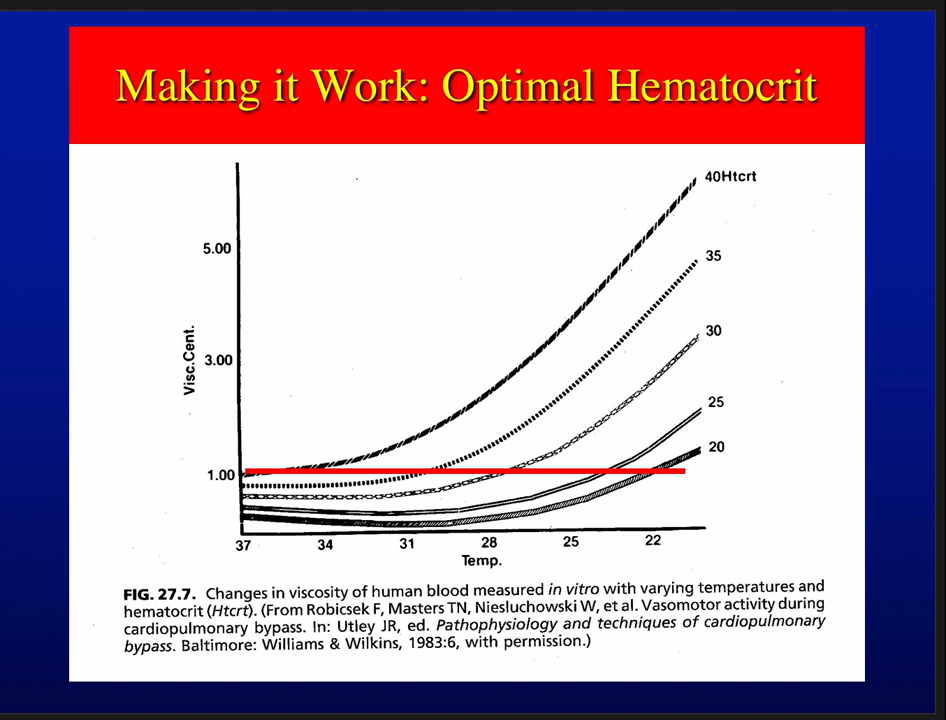 Making it Work: Optimal Hematocrit
40Htcrt
5.00
35
30
3.00
Visc.Cent.
25
20
1.00
37 34 31 28 25 22
Temp.
FIG. 27.7. Changes in viscosity of human blood measured in vitro with varying temperatures and
hematocrit (Htcrt). (From Robicsek F, Masters TN, Niesluchowski W, et al. Vasomotor activity during
cardiopulmonary bypass. In: Utley JR, ed. Pathophysiology and techniques of cardiopulmonary
bypass. Baltimore: Williams & Wilkins, 1983:6, with permission.)